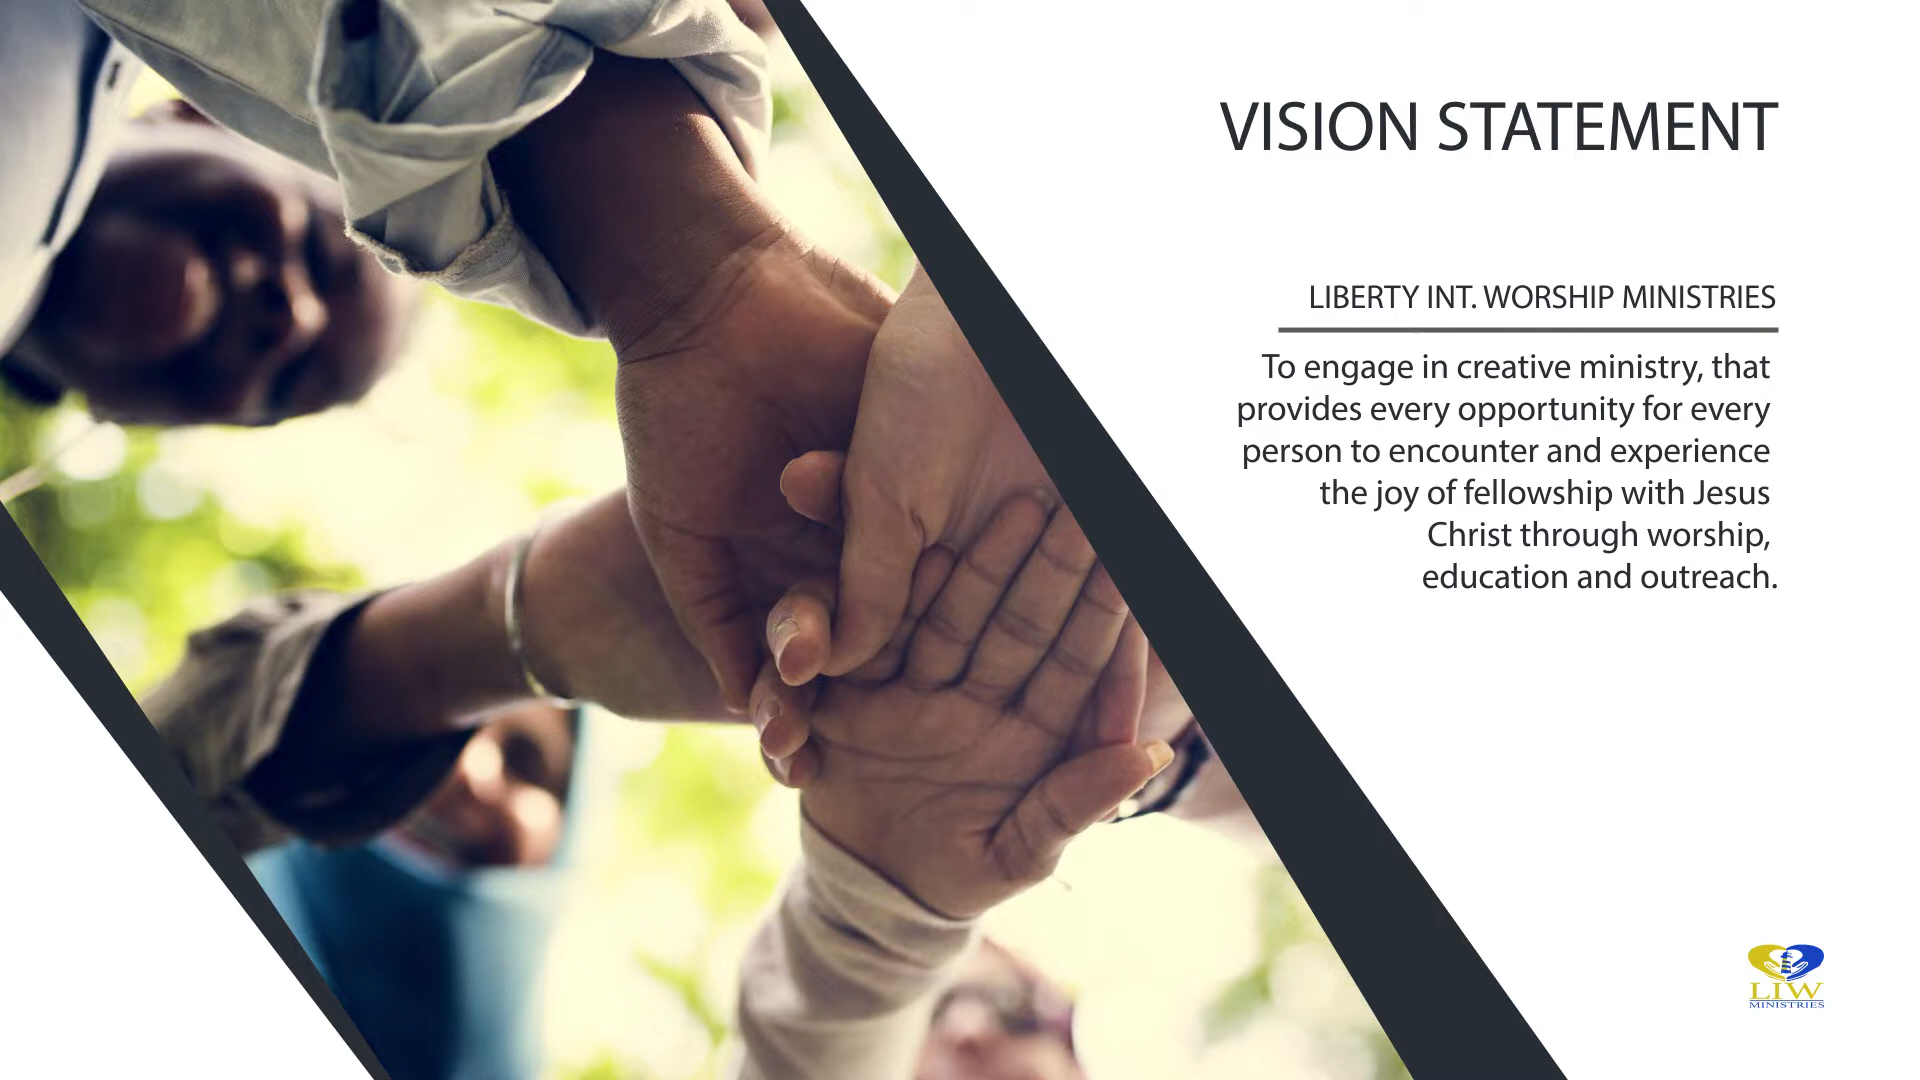 VISION STATEMENT
LIBERTY INT. WORSHIP MINISTRIES
To engage in creative ministry, that
provides every opportunity for every
person to encounter and experience
the joy of fellowship with Jesus
Christ through worship,
education and outreach.
LIW
MINISTRIES